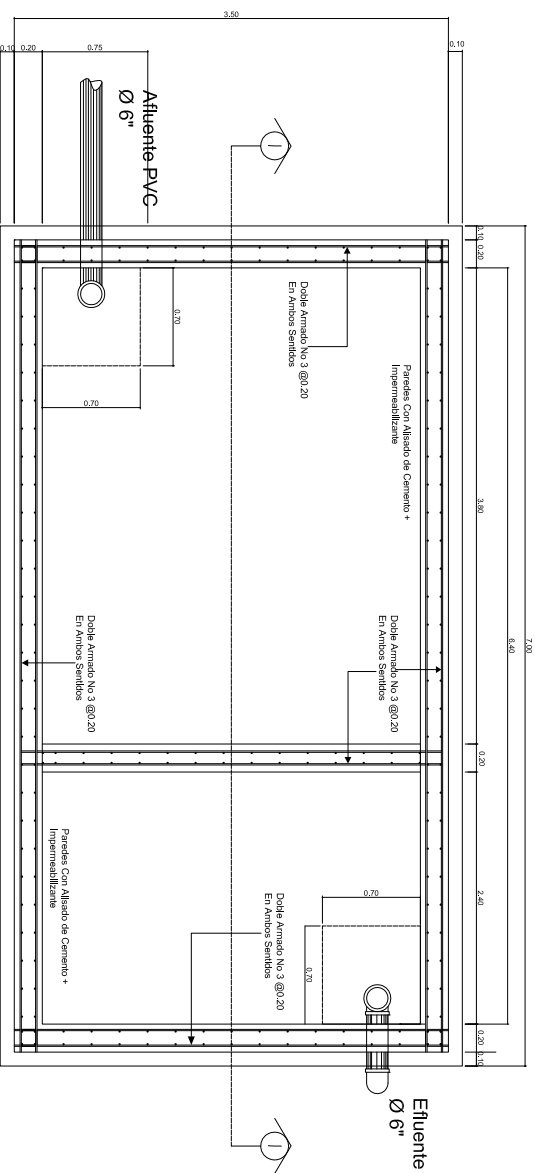 3.50
0.10
0.20
0.75
0.10
Afluente PVC
Ø 6"
7.00
6.40
0.10
0.20
3.80
0.20
2.40
0.20
0.10
Doble Armado No 3 @0.20
En Ambos Sentidos
Paredes Con Alisado de Cemento +
Impermeabilizante
0.70
0.70
Doble Armado No 3 @0.20
En Ambos Sentidos
Doble Armado No 3 @0.20
En Ambos Sentidos
Paredes Con Alisado de Cemento +
Impermeabilizante
Doble Armado No 3 @0.20
En Ambos Sentidos
0.70
0.70
Efluente
Ø 6"
1
1